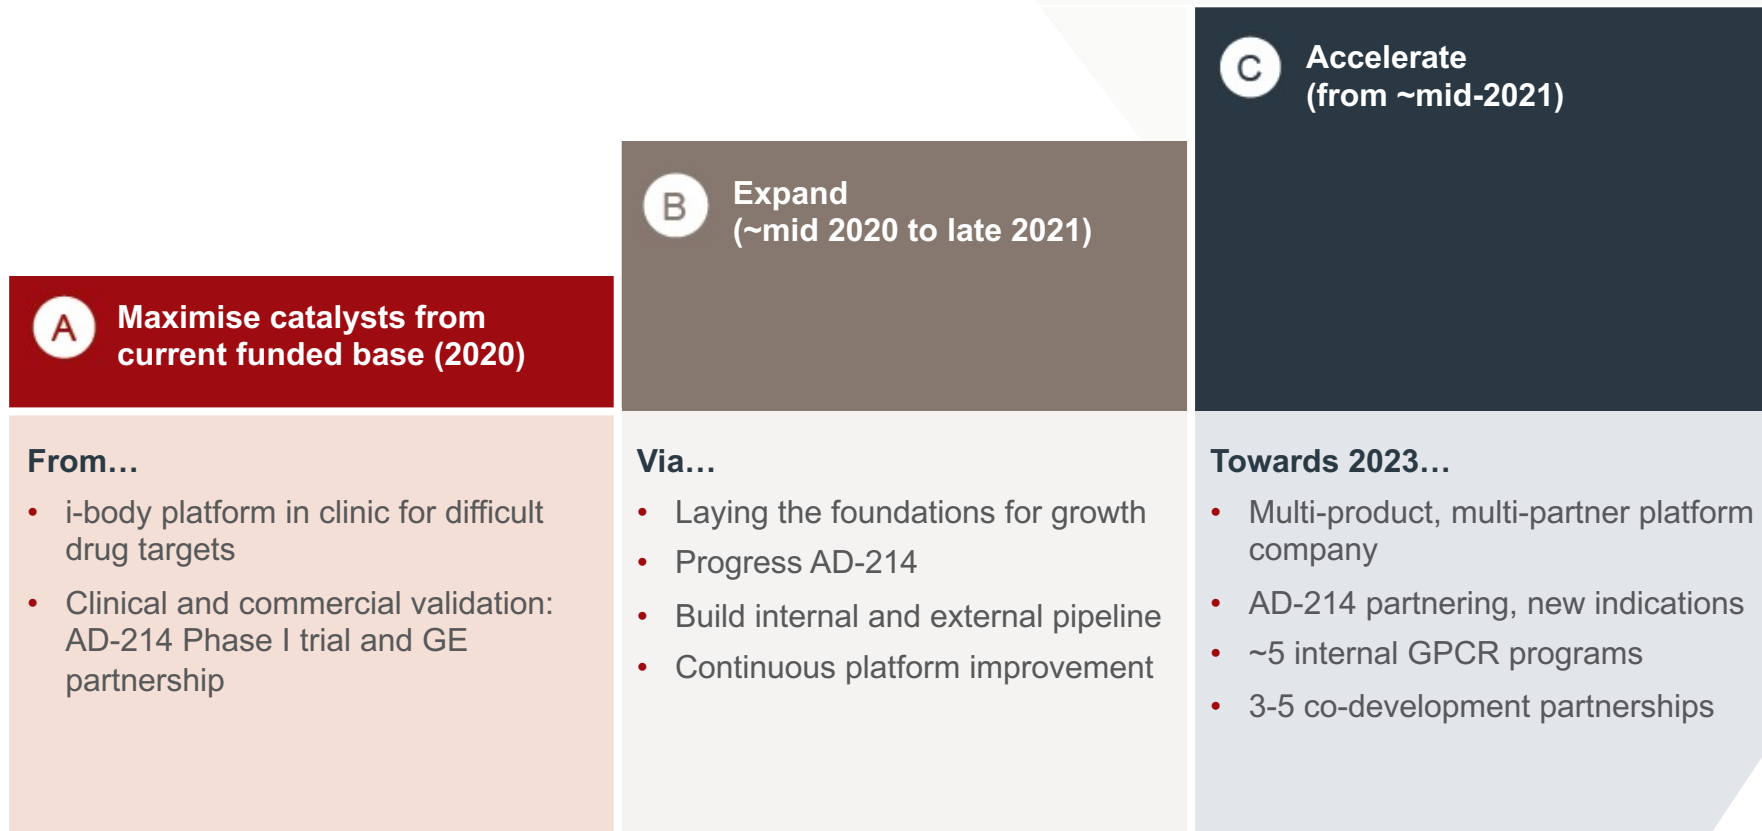 A
Maximise catalysts from
current funded base (2020)
From…
• i-body platform in clinic for difficult
drug targets
• Clinical and commercial validation:
AD-214 Phase I trial and GE
partnership
B
Expand
(~mid 2020 to late 2021)
Via…
• Laying the foundations for growth
• Progress AD-214
• Build internal and external pipeline
• Continuous platform improvement
C
Accelerate
(from ~mid-2021)
Towards 2023…
• Multi-product, multi-partner platform
company
• AD-214 partnering, new indications
• ~5 internal GPCR programs
• 3-5 co-development partnerships